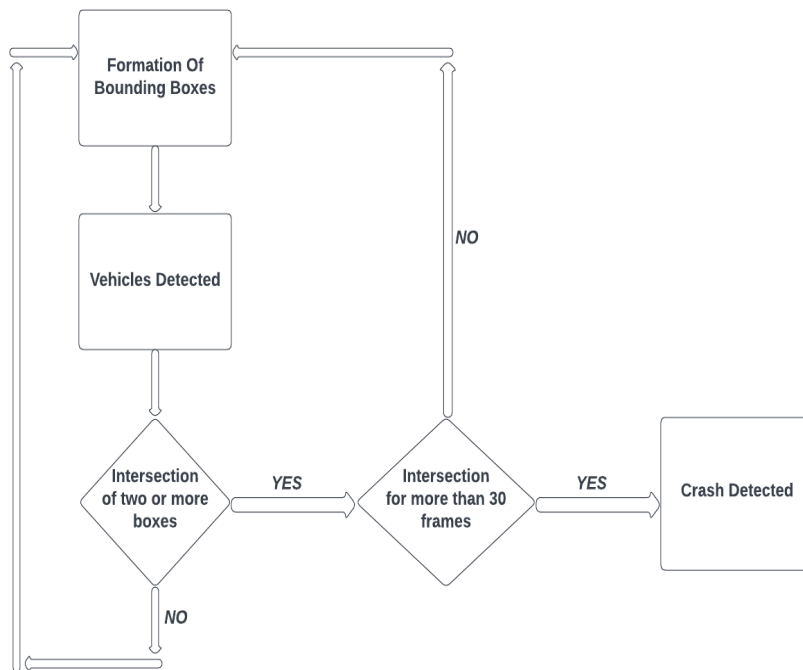 Formation Of
Bounding Boxes
NO
Vehicles Detected
Intersection
of two or more
boxes
YES
Intersection
for more than 30
frames
YES
Crash Detected
NO